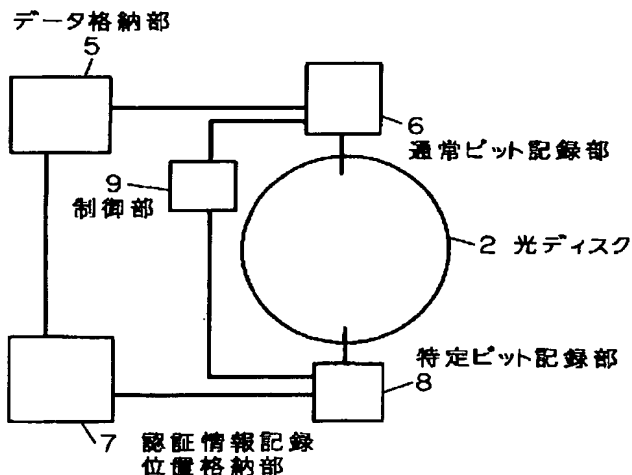 データ格納部
5
6
通常ピット記録部
9
制御部
2 光ディスク
特定ピット記録部
8
7 認証情報記録
位置格納部